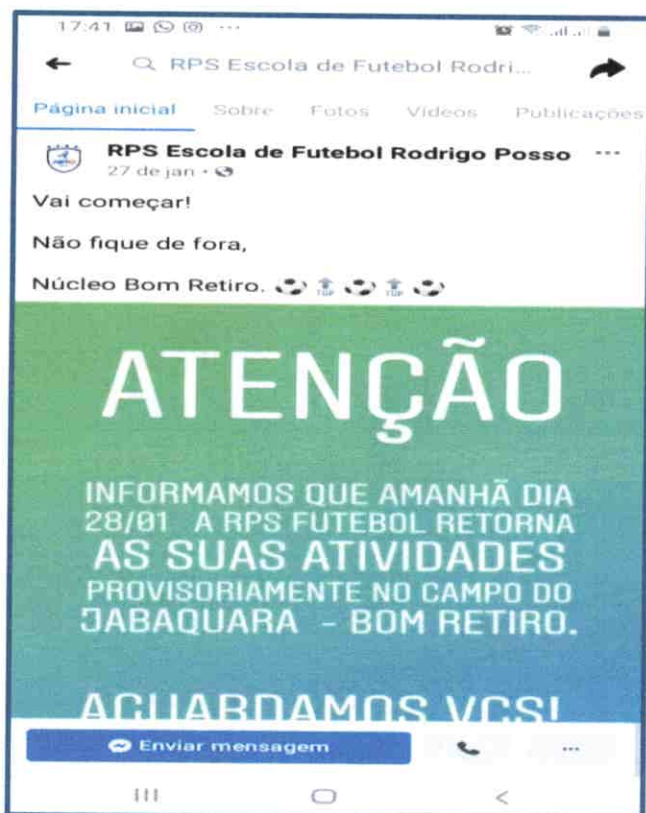 17:41
RPS Escola de Futebol Rodri...
Página inicial Sobre Fotos Vídeos Publicações
RPS Escola de Futebol Rodrigo Posso
27 de jan
Vai começar!
Não fique de fora,
Núcleo Bom Retiro. ⚽🔝⚽🔝⚽
ATENÇÃO
INFORMAMOS QUE AMANHÃ DIA
28/01 A RPS FUTEBOL RETORNA
AS SUAS ATIVIDADES
PROVISORIAMENTE NO CAMPO DO
JABAQUARA - BOM RETIRO.
AGUARDAMOS VCS!
Enviar mensagem